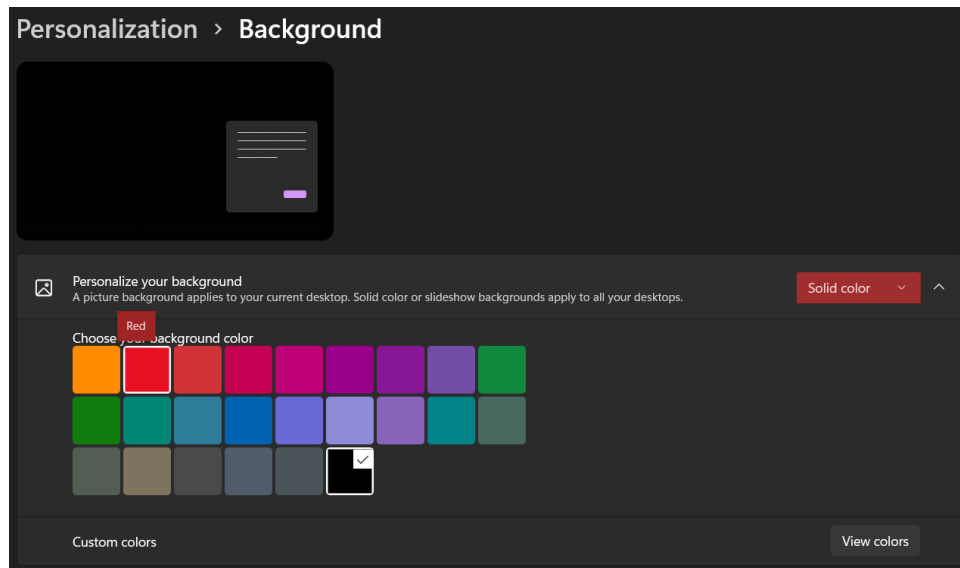 Personalization > Background
Personalize your background
A picture background applies to your current desktop. Solid color or slideshow backgrounds apply to all your desktops.
Solid color
Red
Choose your background color
Custom colors
View colors